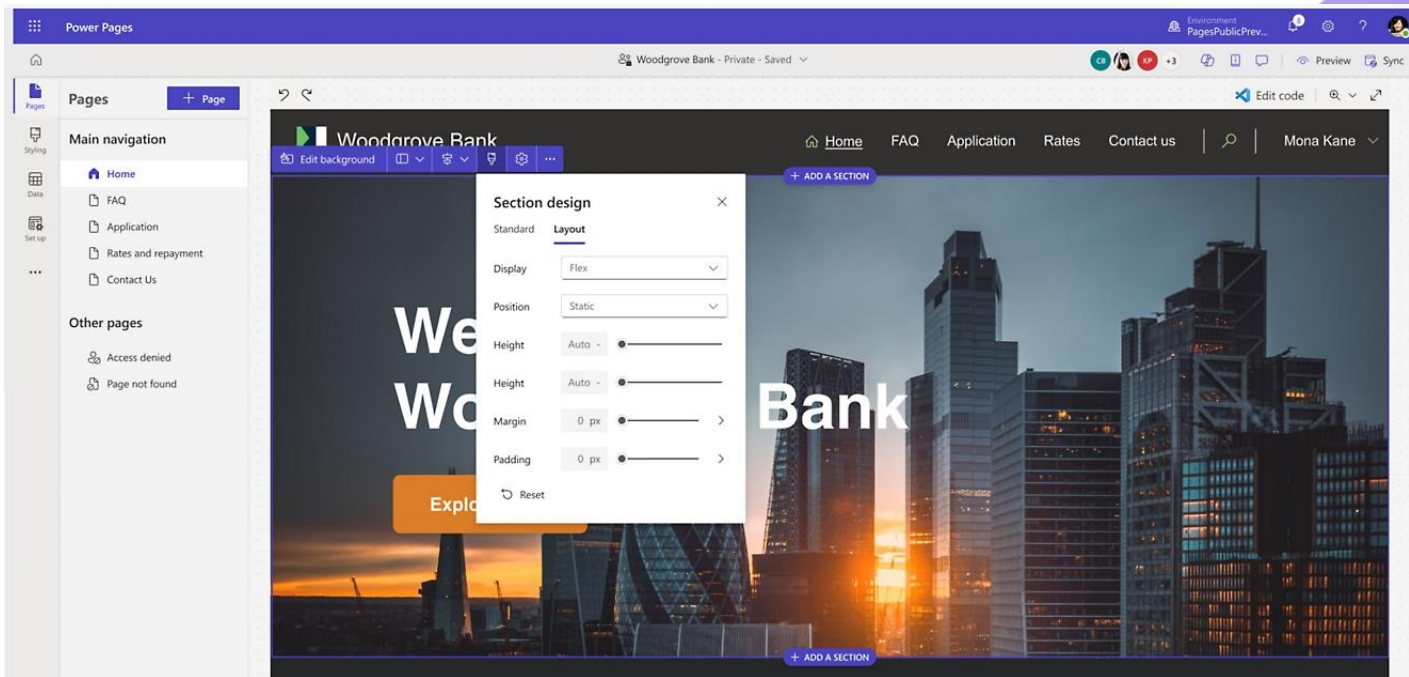 Power Pages
Environment
PagesPublicPrev...
8
?
Woodgrove Bank - Private - Saved
CB
KP
+3
Preview
Sync
Pages
Styling
Data
Set up
...
Pages
+ Page
Main navigation
Home
FAQ
Application
Rates and repayment
Contact Us
Other pages
Access denied
Page not found
Edit code
Woodgrove Bank
Home FAQ Application Rates Contact us Mona Kane
Edit background
...
+ ADD A SECTION
Section design
Standard Layout
Display Flex
Position Static
Height Auto -
Height Auto -
Margin 0 px
Padding 0 px
Reset
We
Wo Bank
Explo
+ ADD A SECTION